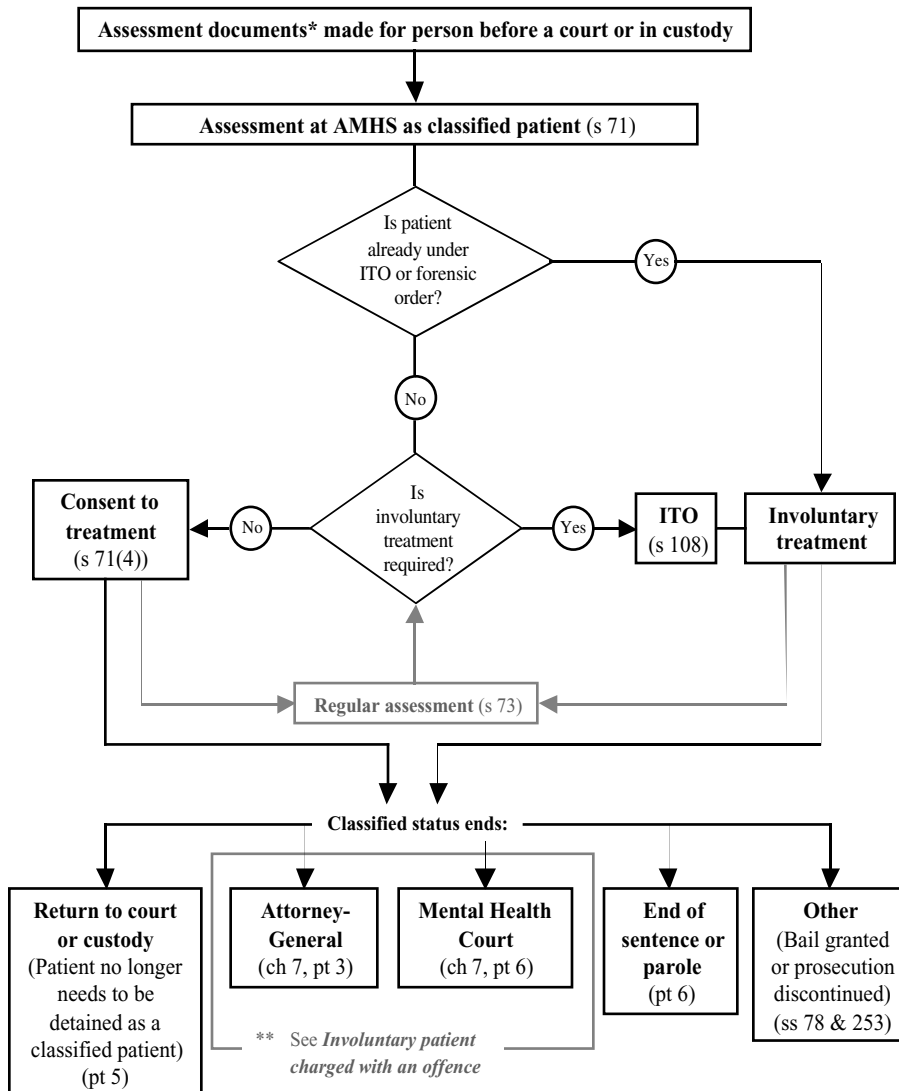 Assessment documents* made for person before a court or in custody
Assessment at AMHS as classified patient (s 71)
Is patient
already under
ITO or forensic
order?
Yes
No
Consent to
treatment
(s 71(4))
No
Is
involuntary
treatment
required?
Yes
ITO
(s 108)
Involuntary
treatment
Regular assessment (s 73)
Classified status ends:
Return to court
or custody
(Patient no longer
needs to be
detained as a
classified patient)
(pt 5)
Attorney-
General
(ch 7, pt 3)
Mental Health
Court
(ch 7, pt 6)
End of
sentence or
parole
(pt 6)
Other
(Bail granted
or prosecution
discontinued)
(ss 78 & 253)
** See Involuntary patient
charged with an offence